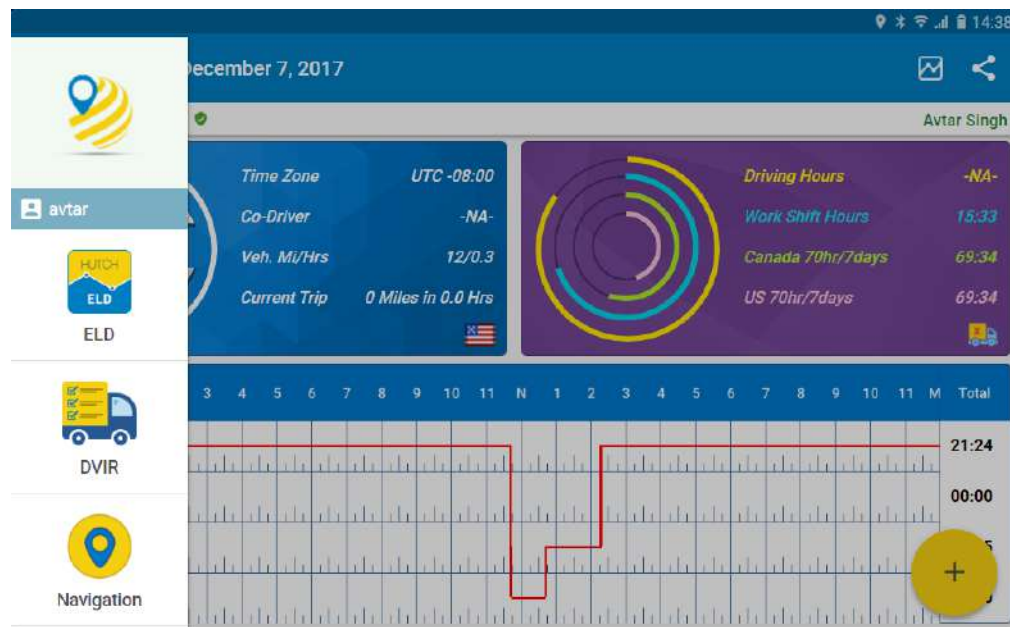 14:38
December 7, 2017
Avtar Singh
avtar
Time Zone UTC -08:00
Co-Driver -NA-
Veh. Mi/Hrs 12/0.3
Current Trip 0 Miles in 0.0 Hrs
Driving Hours -NA-
Work Shift Hours 15:33
Canada 70hr/7days 69:34
US 70hr/7days 69:34
HUTCH
ELD
ELD
3 4 5 6 7 8 9 10 11 N 1 2 3 4 5 6 7 8 9 10 11 M Total
21:24
DVIR
00:00
5
+
Navigation